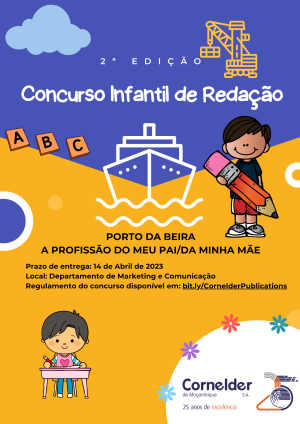 2ª EDIÇÃO
Concurso Infantil de Redação
A
B
C
PORTO DA BEIRA
A PROFISSÃO DO MEU PAI/DA MINHA MÃE
Prazo de entrega: 14 de Abril de 2023
Local: Departamento de Marketing e Comunicação
Regulamento do concurso disponível em: bit.ly/CornelderPublications
Cornelder
de Moçambique S.A.
25 anos de excelência